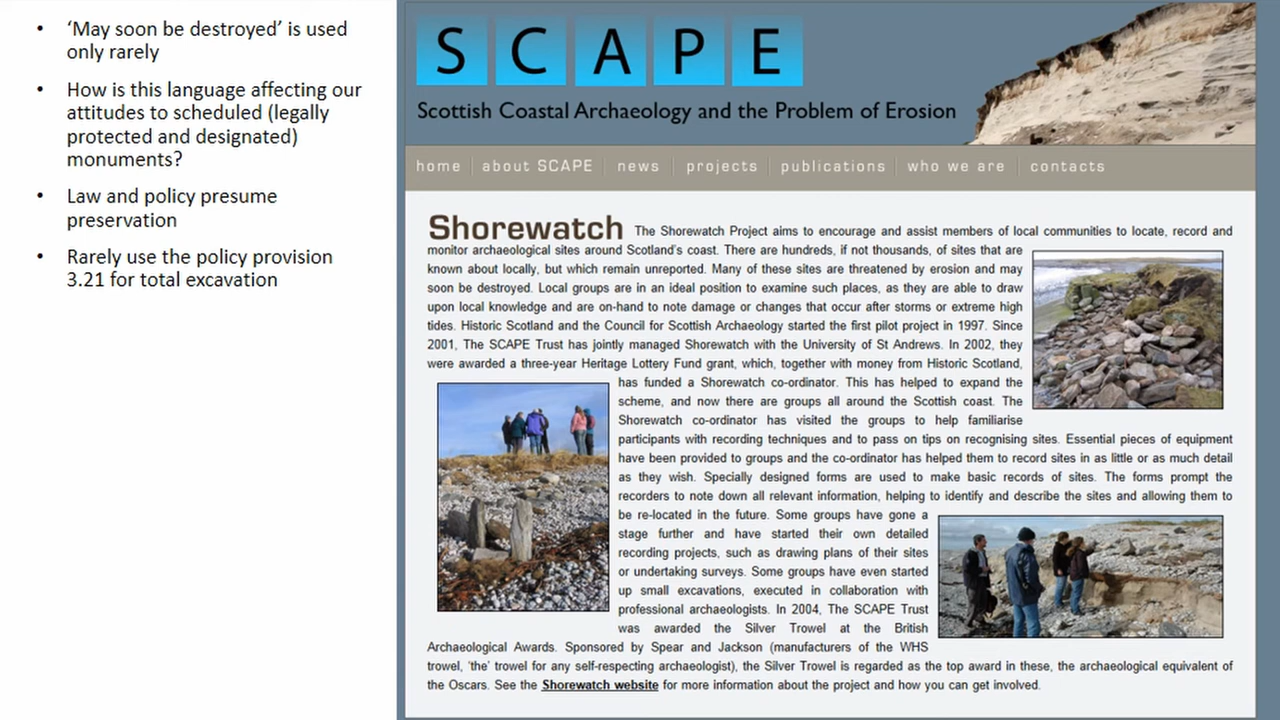 • ‘May soon be destroyed’ is used
only rarely
• How is this language affecting our
attitudes to scheduled (legally
protected and designated)
monuments?
• Law and policy presume
preservation
• Rarely use the policy provision
3.21 for total excavation
S C A P E
Scottish Coastal Archaeology and the Problem of Erosion
home | about SCAPE | news | projects | publications | who we are | contacts
Shorewatch The Shorewatch Project aims to encourage and assist members of local communities to locate, record and
monitor archaeological sites around Scotland's coast. There are hundreds, if not thousands, of sites that are
known about locally, but which remain unreported. Many of these sites are threatened by erosion and may
soon be destroyed. Local groups are in an ideal position to examine such places, as they are able to draw
upon local knowledge and are on-hand to note damage or changes that occur after storms or extreme high
tides. Historic Scotland and the Council for Scottish Archaeology started the first pilot project in 1997. Since
2001, The SCAPE Trust has jointly managed Shorewatch with the University of St Andrews. In 2002, they
were awarded a three-year Heritage Lottery Fund grant, which, together with money from Historic Scotland,
has funded a Shorewatch co-ordinator. This has helped to expand the
scheme, and now there are groups all around the Scottish coast. The
Shorewatch co-ordinator has visited the groups to help familiarise
participants with recording techniques and to pass on tips on recognising sites. Essential pieces of equipment
have been provided to groups and the co-ordinator has helped them to record sites in as little or as much detail
as they wish. Specially designed forms are used to make basic records of sites. The forms prompt the
recorders to note down all relevant information, helping to identify and describe the sites and allowing them to
be re-located in the future. Some groups have gone a
stage further and have started their own detailed
recording projects, such as drawing plans of their sites
or undertaking surveys. Some groups have even started
up small excavations, executed in collaboration with
professional archaeologists. In 2004, The SCAPE Trust
was awarded the Silver Trowel at the British
Archaeological Awards. Sponsored by Spear and Jackson (manufacturers of the WHS
trowel, 'the' trowel for any self-respecting archaeologist), the Silver Trowel is regarded as the top award in these, the archaeological equivalent of
the Oscars. See the Shorewatch website for more information about the project and how you can get involved.